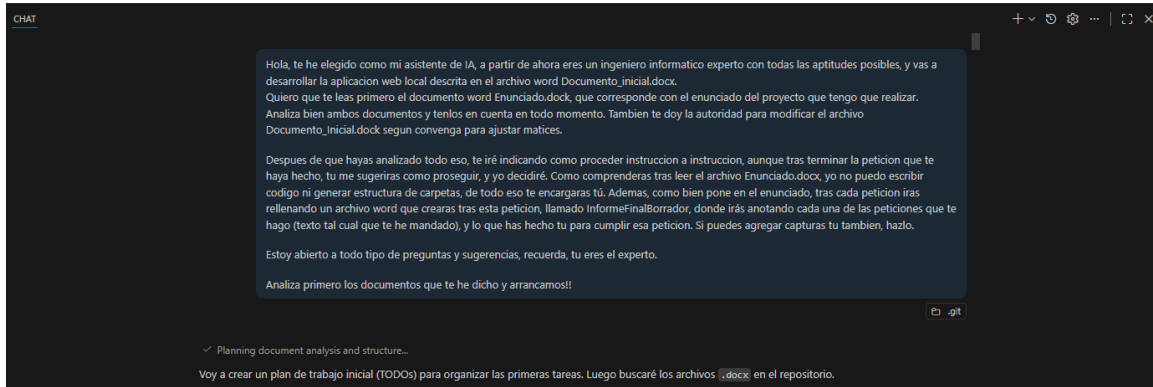 CHAT
Hola, te he elegido como mi asistente de IA, a partir de ahora eres un ingeniero informatico experto con todas las aptitudes posibles, y vas a
desarrollar la aplicacion web local descrita en el archivo word Documento_inicial.docx.
Quiero que te leas primero el documento word Enunciado.dock, que corresponde con el enunciado del proyecto que tengo que realizar.
Analiza bien ambos documentos y tenlos en cuenta en todo momento. Tambien te doy la autoridad para modificar el archivo
Documento_Inicial.dock segun convenga para ajustar matices.
Despues de que hayas analizado todo eso, te iré indicando como proceder instruccion a instruccion, aunque tras terminar la peticion que te
haya hecho, tu me sugeriras como proseguir, y yo decidiré. Como comprenderas tras leer el archivo Enunciado.docx, yo no puedo escribir
codigo ni generar estructura de carpetas, de todo eso te encargaras tú. Ademas, como bien pone en el enunciado, tras cada peticion iras
rellenando un archivo word que crearas tras esta peticion, llamado InformeFinalBorrador, donde irás anotando cada una de las peticiones que te
hago (texto tal cual que te he mandado), y lo que has hecho tu para cumplir esa peticion. Si puedes agregar capturas tu tambien, hazlo.
Estoy abierto a todo tipo de preguntas y sugerencias, recuerda, tu eres el experto.
Analiza primero los documentos que te he dicho y arrancamos!!
.git
Planning document analysis and structure...
Voy a crear un plan de trabajo inicial (TODOs) para organizar las primeras tareas. Luego buscaré los archivos .docx en el repositorio.